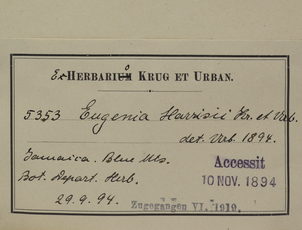 Ex Herbario Krug et Urban.
5353 Eugenia Harrisii Kr. et Urb.
det. Urb. 1894.
Jamaica. Blue Mts.
Accessit
Bot. Depart. Herb.
10 NOV. 1894
29.9.94.
Zugegangen VI. 1919.